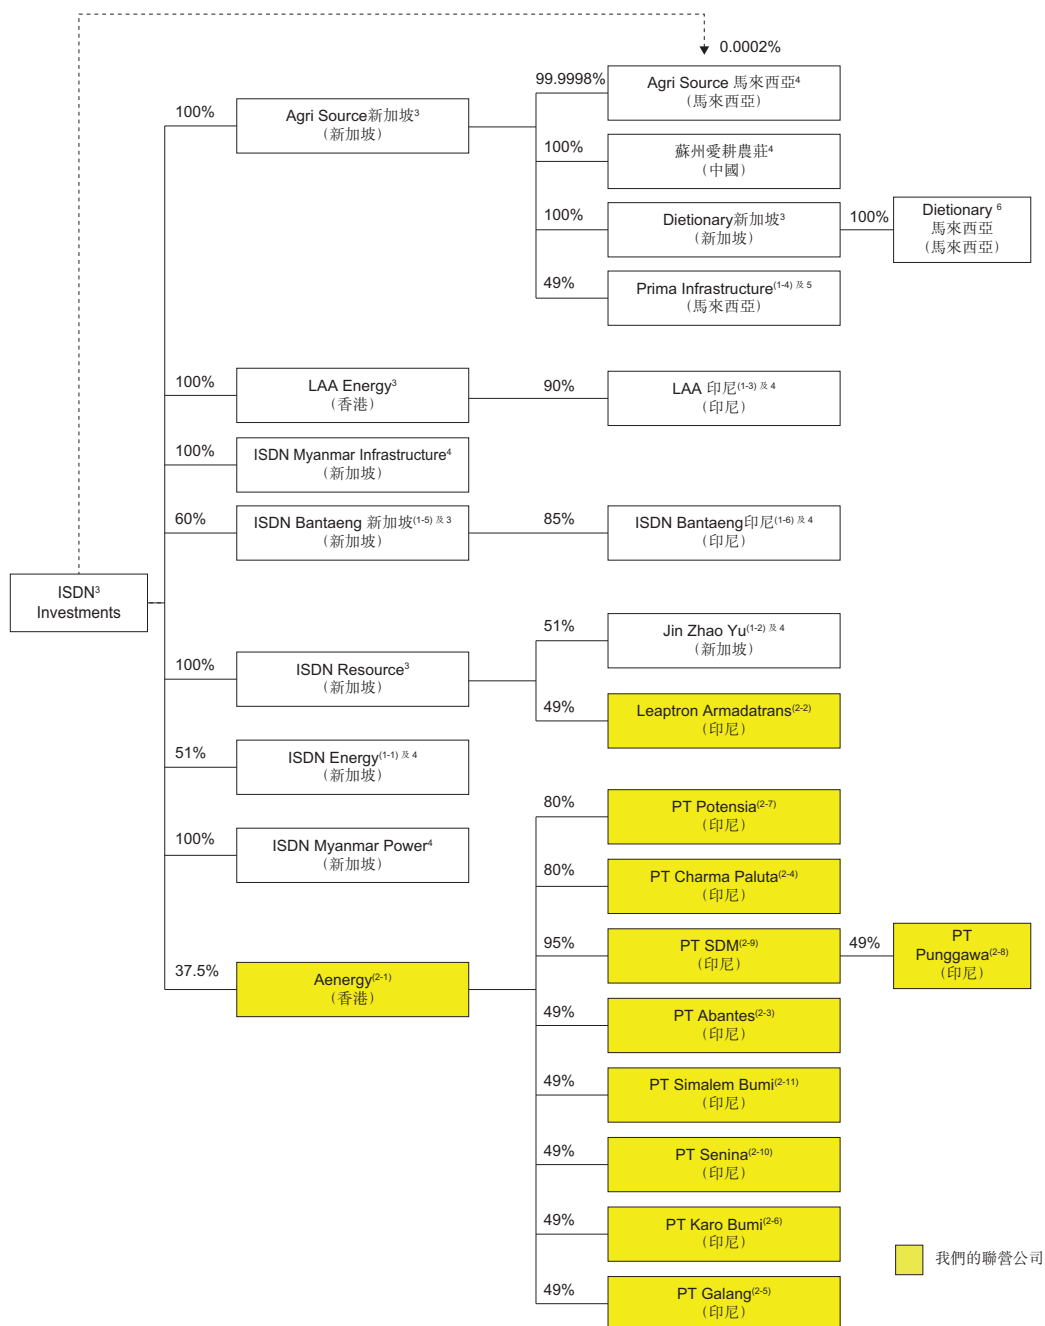 0.0002%
99.9998%
Agri Source 馬來西亞4
(馬來西亞)
100%
Agri Source新加坡3
(新加坡)
100%
蘇州愛耕農莊4
(中國)
100%
Dietionary新加坡3
(新加坡)
100%
Dietionary 6
馬來西亞
(馬來西亞)
49%
Prima Infrastructure(1-4) 及 5
(馬來西亞)
100%
LAA Energy3
(香港)
90%
LAA 印尼(1-3) 及 4
(印尼)
100%
ISDN Myanmar Infrastructure4
(新加坡)
60%
ISDN Bantaeng 新加坡(1-5) 及 3
(新加坡)
85%
ISDN Bantaeng印尼(1-6) 及 4
(印尼)
ISDN3
Investments
51%
Jin Zhao Yu(1-2) 及 4
(新加坡)
100%
ISDN Resource3
(新加坡)
49%
Leaptron Armadatrans(2-2)
(印尼)
51%
ISDN Energy(1-1) 及 4
(新加坡)
80%
PT Potensia(2-7)
(印尼)
100%
ISDN Myanmar Power4
(新加坡)
80%
PT Charma Paluta(2-4)
(印尼)
95%
PT SDM(2-9)
(印尼)
49%
PT
Punggawa(2-8)
(印尼)
37.5%
Aenergy(2-1)
(香港)
49%
PT Abantes(2-3)
(印尼)
49%
PT Simalem Bumi(2-11)
(印尼)
49%
PT Senina(2-10)
(印尼)
49%
PT Karo Bumi(2-6)
(印尼)
我們的聯營公司
49%
PT Galang(2-5)
(印尼)